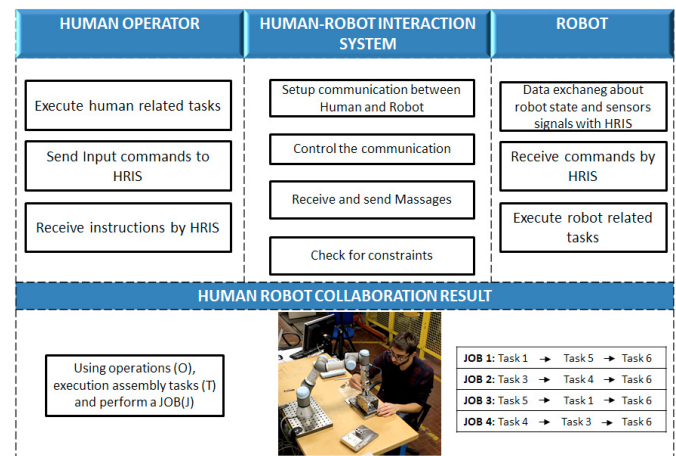 HUMAN OPERATOR
HUMAN-ROBOT INTERACTION
SYSTEM
ROBOT
Execute human related tasks
Send Input commands to
HRIS
Receive instructions by HRIS
Setup communication between
Human and Robot
Control the communication
Receive and send Massages
Check for constraints
Data exchaneg about
robot state and sensors
signals with HRIS
Receive commands by
HRIS
Execute robot related
tasks
HUMAN ROBOT COLLABORATION RESULT
Using operations (O),
execution assembly tasks (T)
and perform a JOB(J)
JOB 1: Task 1 → Task 5 → Task 6
JOB 2: Task 3 → Task 4 → Task 6
JOB 3: Task 5 → Task 1 → Task 6
JOB 4: Task 4 → Task 3 → Task 6